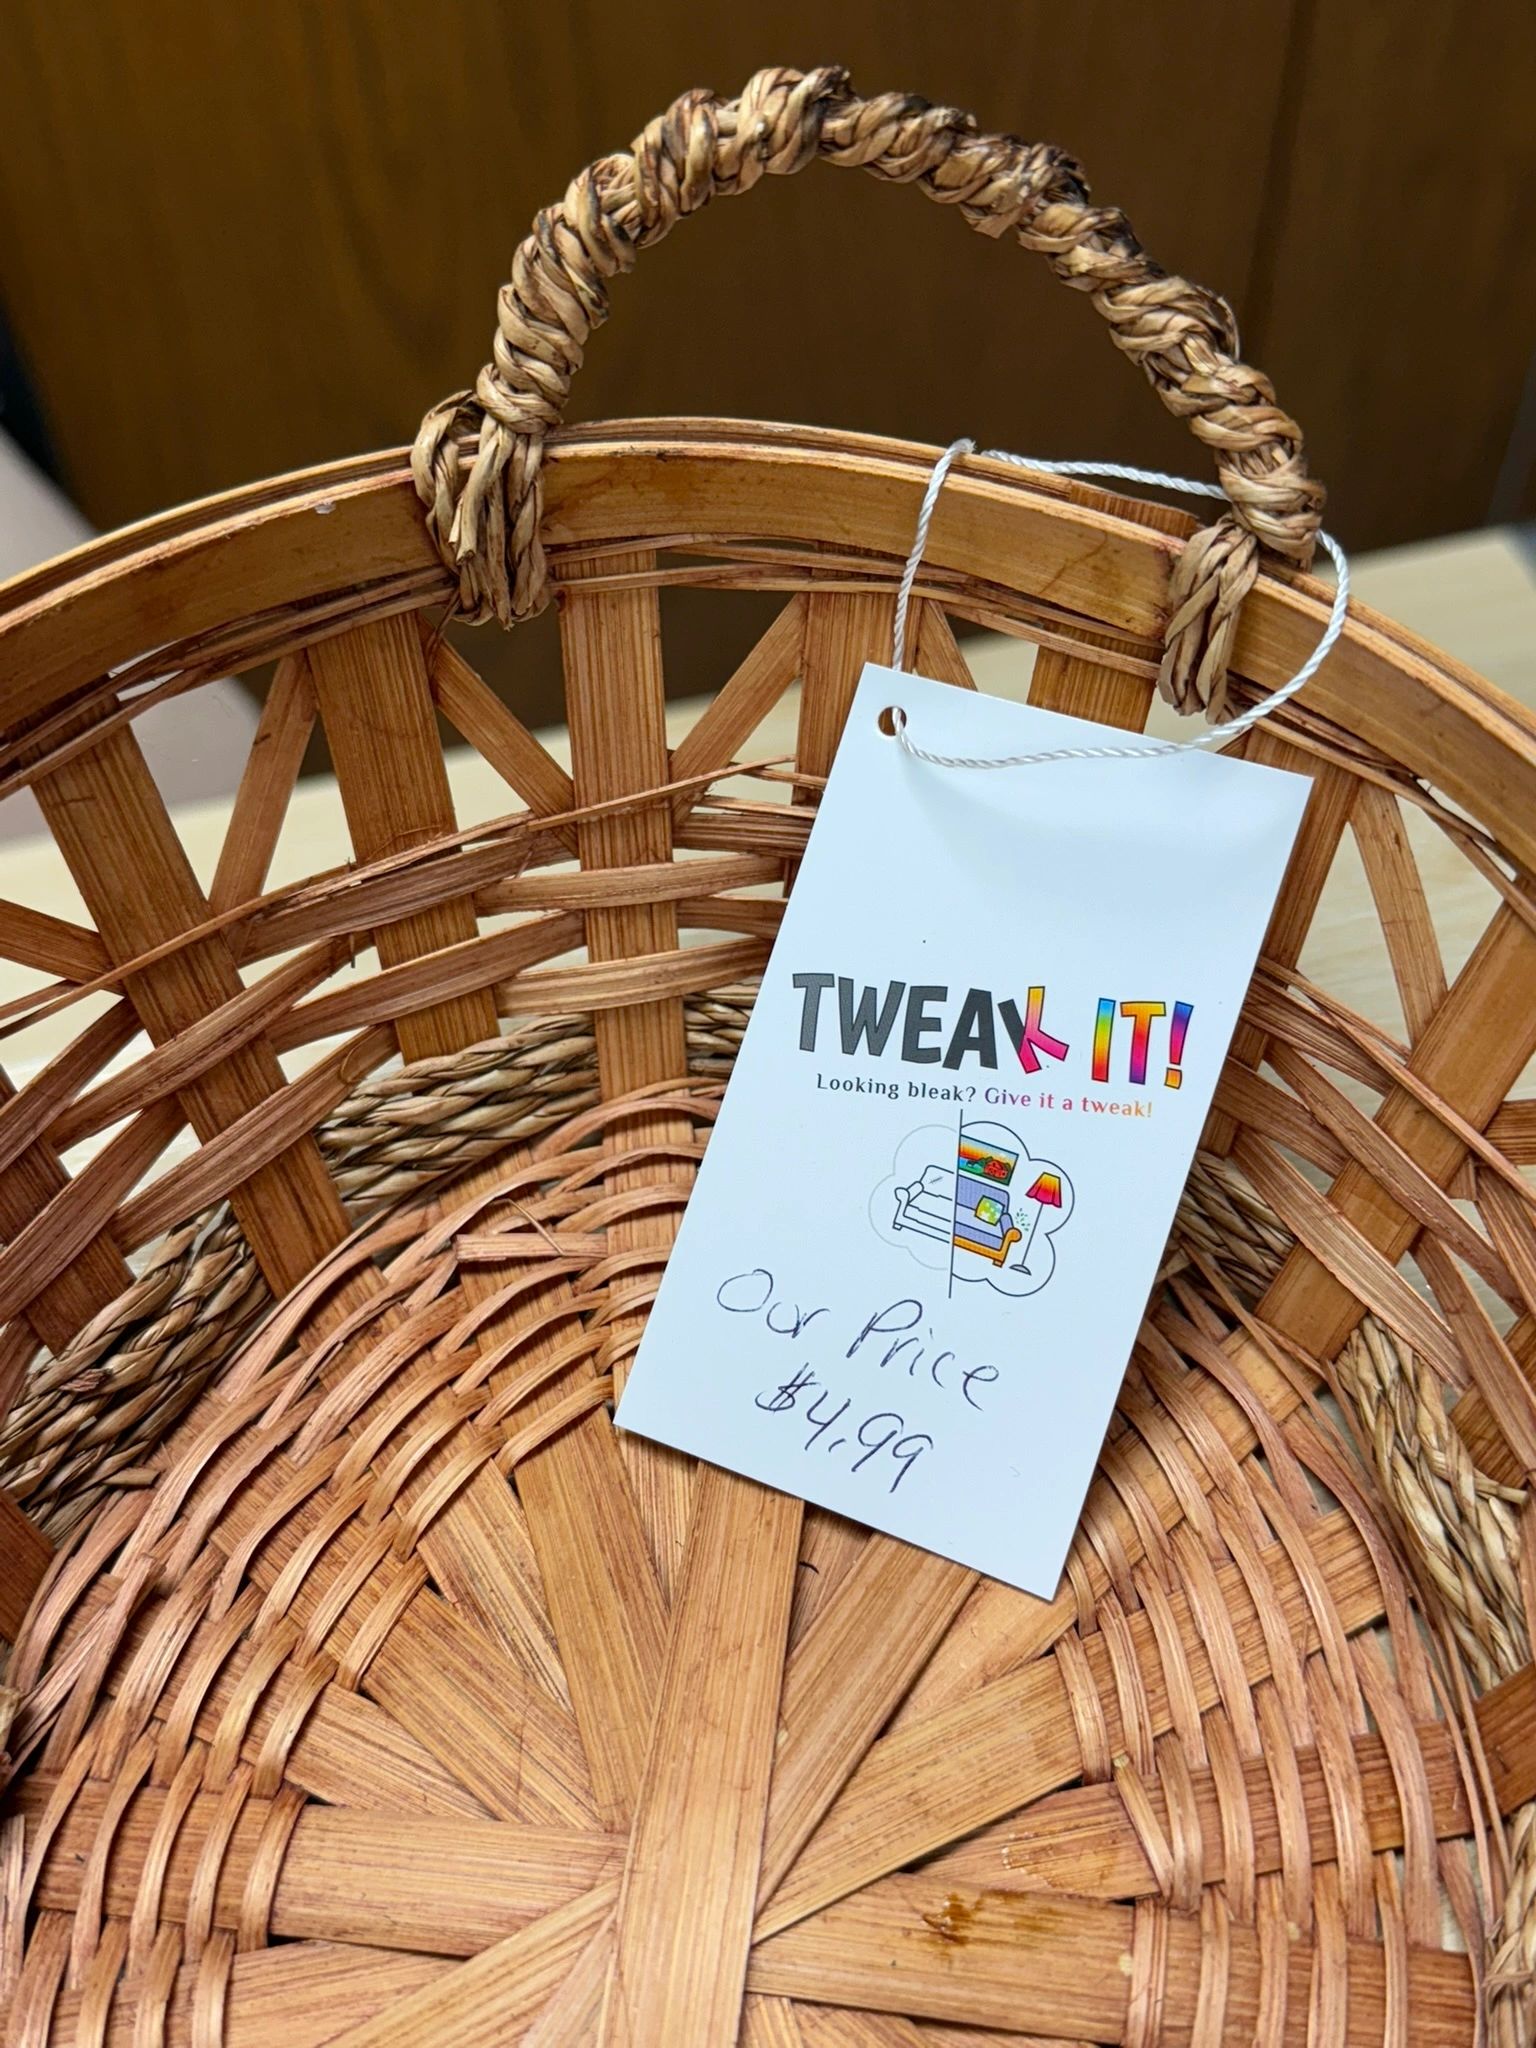 TWEAK IT!
Looking bleak? Give it a tweak!
Our Price
$4.99